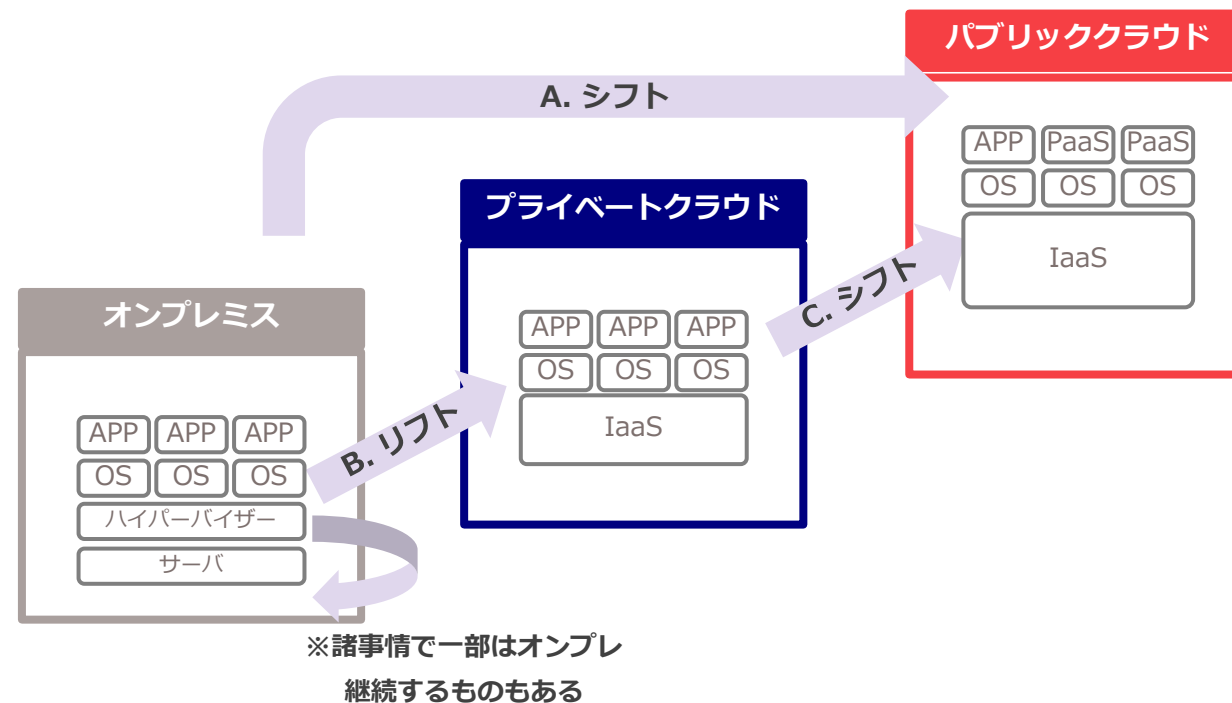 パブリッククラウド
A. シフト
APP PaaS PaaS
OS OS OS
IaaS
プライベートクラウド
C. シフト
APP APP APP
OS OS OS
IaaS
オンプレミス
B. リフト
APP APP APP
OS OS OS
ハイパーバイザー
サーバ
※諸事情で一部はオンプレ
継続するものもある